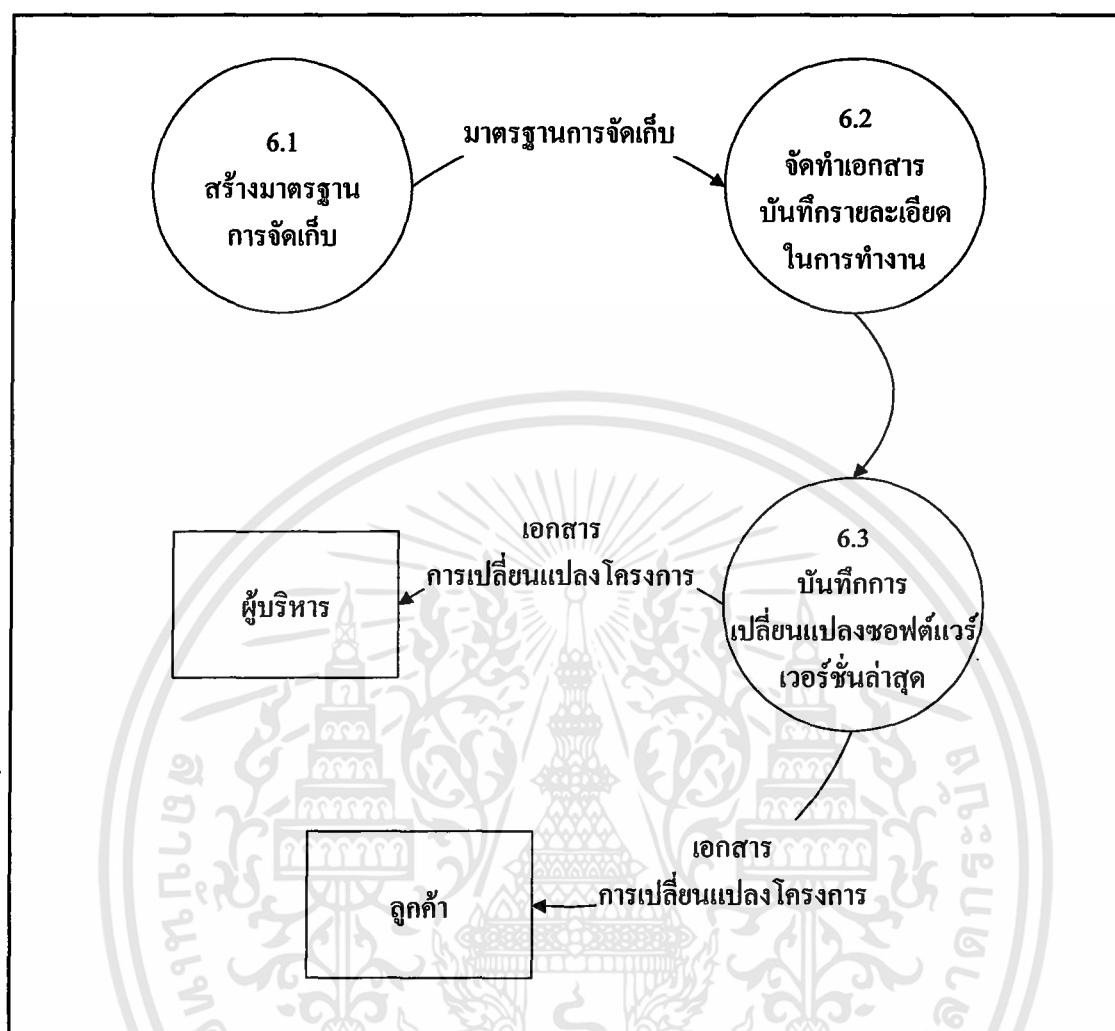 6.1
สร้างมาตรฐาน
การจัดเก็บ
มาตรฐานการจัดเก็บ
6.2
จัดทำเอกสาร
บันทึกรายละเอียด
ในการทำงาน
6.3
บันทึกการ
เปลี่ยนแปลงซอฟต์แวร์
เวอร์ชั่นล่าสุด
เอกสาร
การเปลี่ยนแปลงโครงการ
ผู้บริหาร
เอกสาร
การเปลี่ยนแปลงโครงการ
ลูกค้า